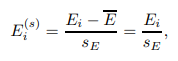 $E_i^{(s)} = \frac{E_i - \overline{E}}{s_E} = \frac{E_i}{s_E},$